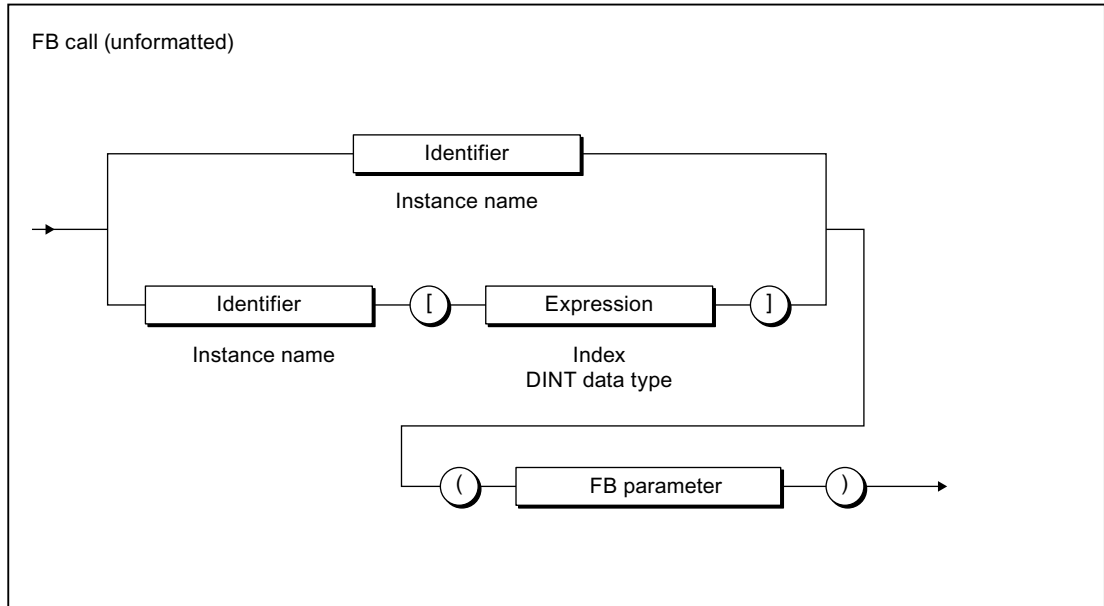 FB call (unformatted)
Identifier
Instance name
Identifier [ Expression ]
Instance name
Index
DINT data type
( FB parameter )